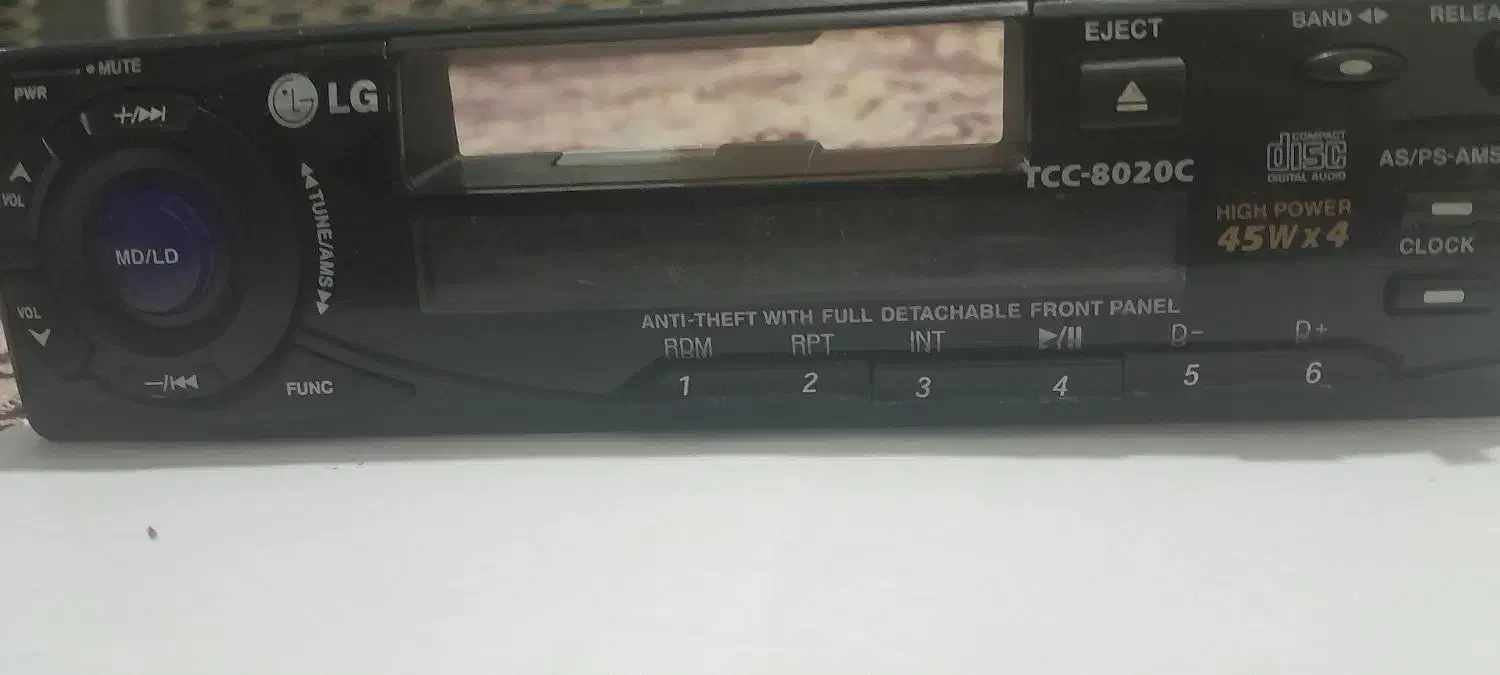 • MUTE
PWR
+/▶▶|
LG
VOL
MD/LD
◀◀TUNE/AMS▶▶
VOL
—/|◀◀
FUNC
EJECT
BAND ◀▶
TCC-8020C
COMPACT
disc
DIGITAL AUDIO
AS/PS-AMS
HIGH POWER
45W x 4
CLOCK
ANTI-THEFT WITH FULL DETACHABLE FRONT PANEL
RDM RPT INT ▶/II D- D+
1 2 3 4 5 6